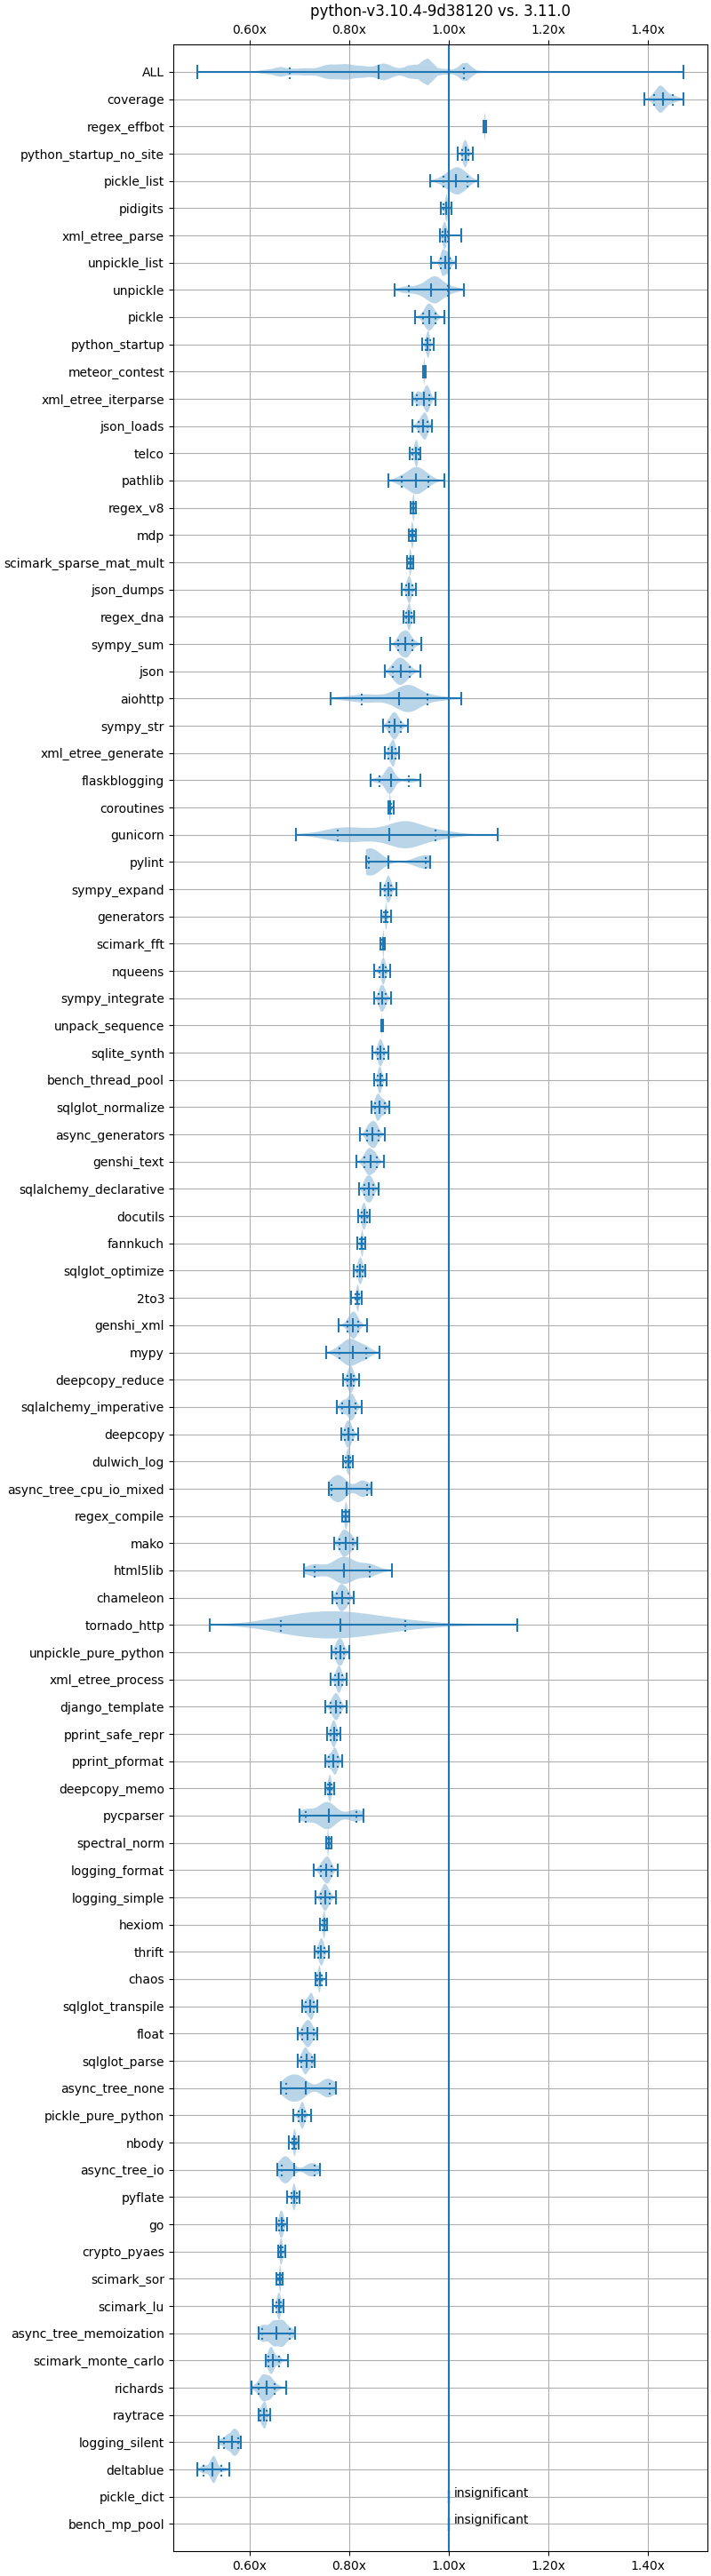 python-v3.10.4-9d38120 vs. 3.11.0
0.60x 0.80x 1.00x 1.20x 1.40x
ALL
coverage
regex_effbot
python_startup_no_site
pickle_list
pidigits
xml_etree_parse
unpickle_list
unpickle
pickle
python_startup
meteor_contest
xml_etree_iterparse
json_loads
telco
pathlib
regex_v8
mdp
scimark_sparse_mat_mult
json_dumps
regex_dna
sympy_sum
json
aiohttp
sympy_str
xml_etree_generate
flaskblogging
coroutines
gunicorn
pylint
sympy_expand
generators
scimark_fft
nqueens
sympy_integrate
unpack_sequence
sqlite_synth
bench_thread_pool
sqlglot_normalize
async_generators
genshi_text
sqlalchemy_declarative
docutils
fannkuch
sqlglot_optimize
2to3
genshi_xml
mypy
deepcopy_reduce
sqlalchemy_imperative
deepcopy
dulwich_log
async_tree_cpu_io_mixed
regex_compile
mako
html5lib
chameleon
tornado_http
unpickle_pure_python
xml_etree_process
django_template
pprint_safe_repr
pprint_pformat
deepcopy_memo
pycparser
spectral_norm
logging_format
logging_simple
hexiom
thrift
chaos
sqlglot_transpile
float
sqlglot_parse
async_tree_none
pickle_pure_python
nbody
async_tree_io
pyflate
go
crypto_pyaes
scimark_sor
scimark_lu
async_tree_memoization
scimark_monte_carlo
richards
raytrace
logging_silent
deltablue
pickle_dict insignificant
bench_mp_pool insignificant
0.60x 0.80x 1.00x 1.20x 1.40x